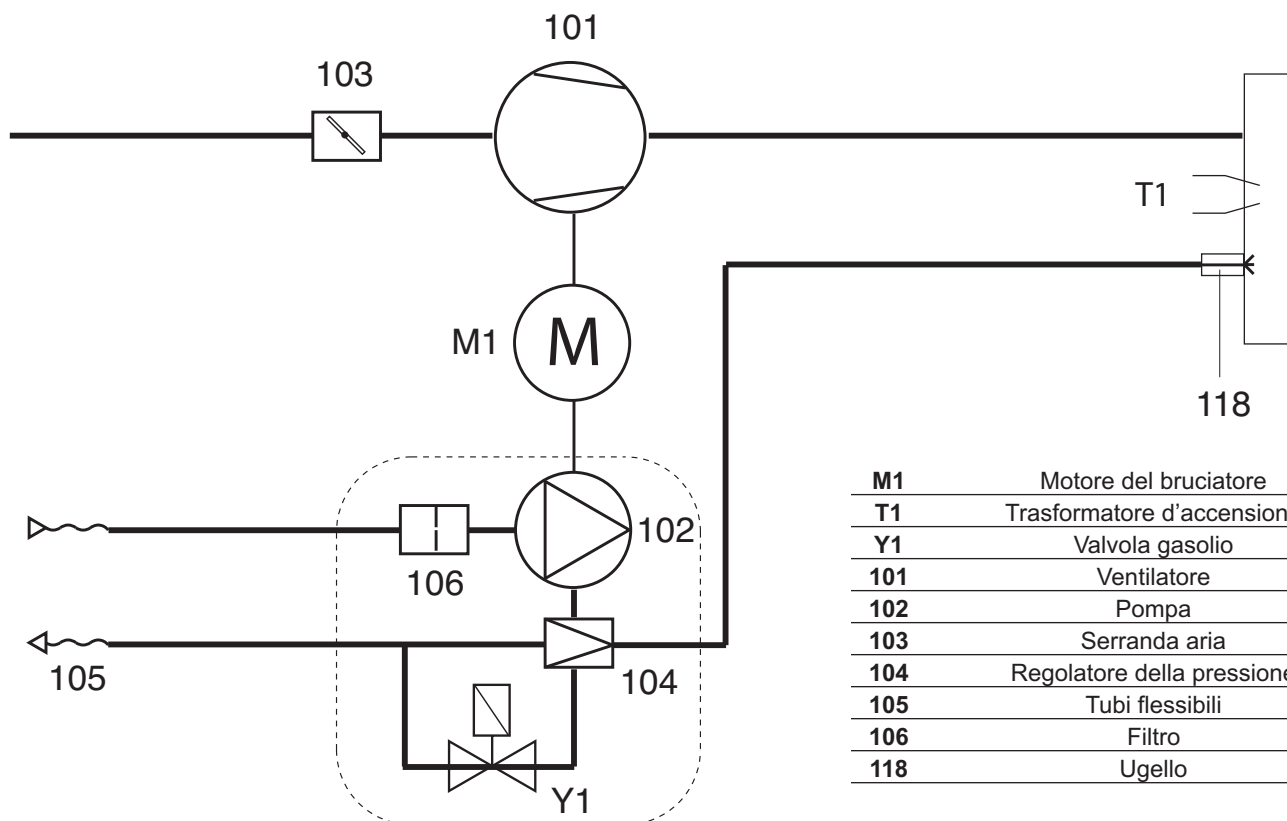 101
103
T1
M1 M
118
102
106
105
104
Y1
M1 Motore del bruciatore
T1 Trasformatore d'accension
Y1 Valvola gasolio
101 Ventilatore
102 Pompa
103 Serranda aria
104 Regolatore della pressione
105 Tubi flessibili
106 Filtro
118 Ugello